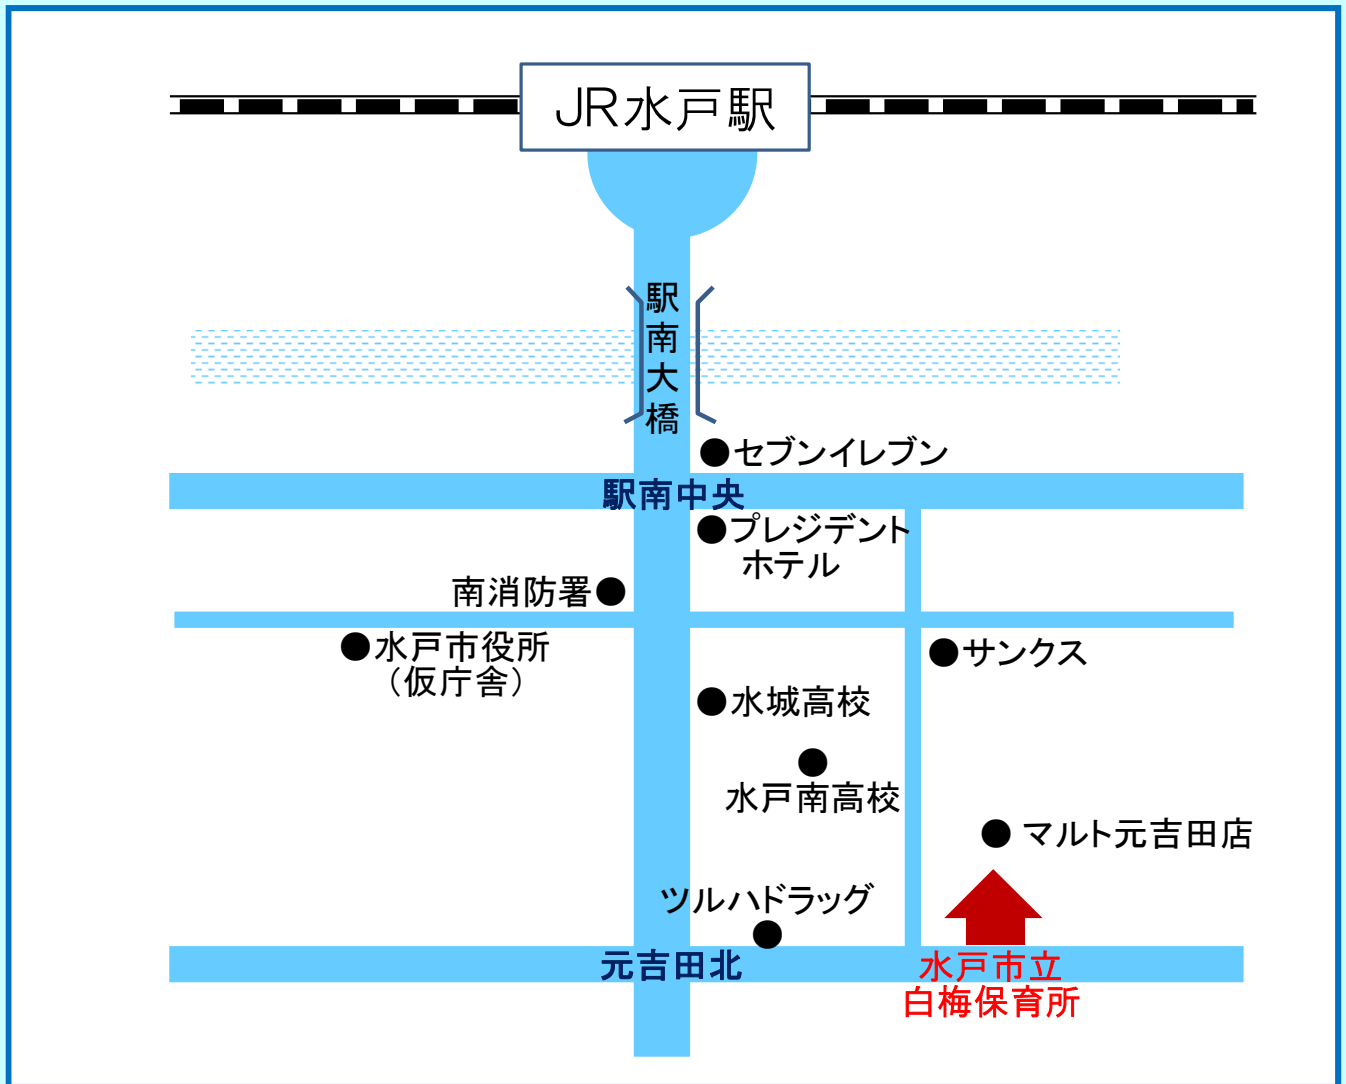 JR水戸駅
駅南大橋
セブンイレブン
駅南中央
プレジデント
ホテル
南消防署
水戸市役所
（仮庁舎）
サンクス
水城高校
水戸南高校
マルト元吉田店
ツルハドラッグ
元吉田北
水戸市立
白梅保育所